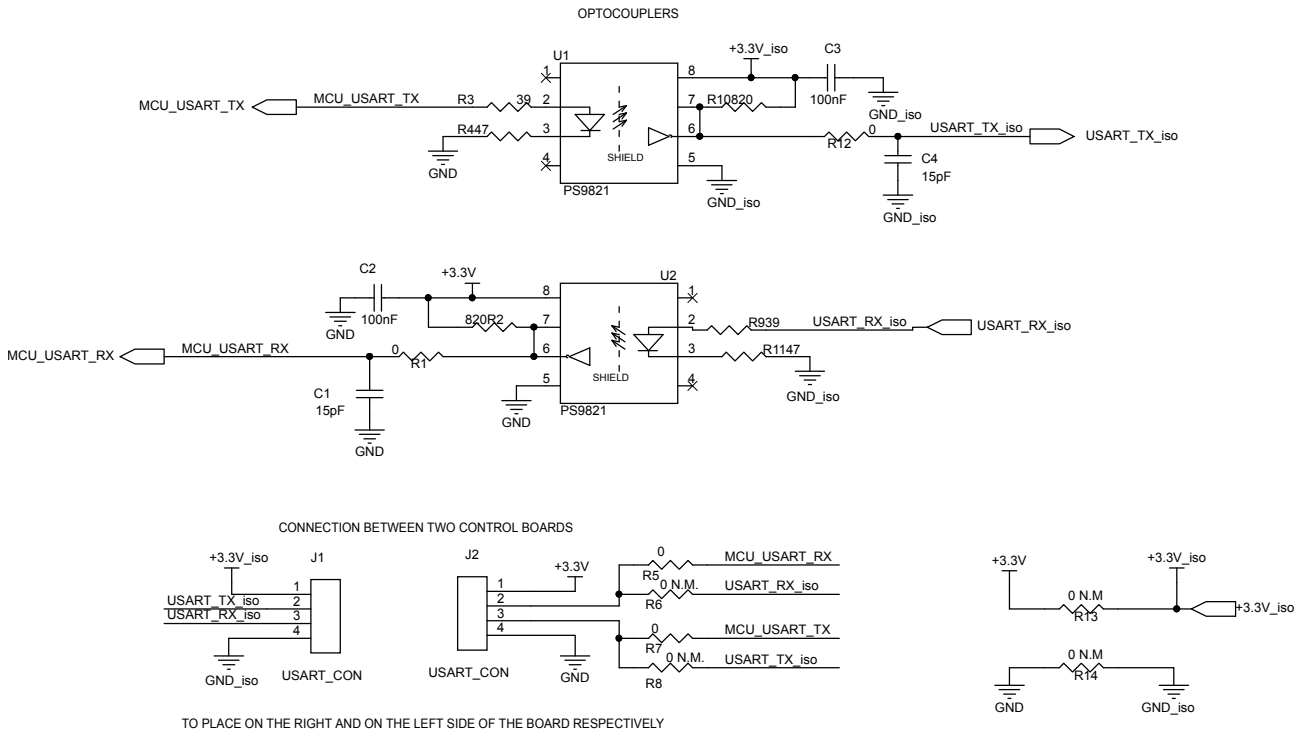 OPTOCOUPLERS
U1
+3.3V_iso
C3
100nF
GND_iso
MCU_USART_TX
MCU_USART_TX
R3
39
R447
GND
1
2
3
4
SHIELD
PS9821
8
7
6
5
R10820
R12
0
GND_iso
USART_TX_iso
USART_TX_iso
C4
15pF
GND_iso
C2
+3.3V
100nF
GND
820R2
MCU_USART_RX
MCU_USART_RX
0
R1
C1
15pF
GND
GND
8
7
6
5
U2
SHIELD
PS9821
1
2
3
4
R939
USART_RX_iso
USART_RX_iso
R1147
GND_iso
CONNECTION BETWEEN TWO CONTROL BOARDS
+3.3V_iso
J1
1
2
3
4
USART_TX_iso
USART_RX_iso
GND_iso
USART_CON
J2
1
2
3
4
USART_CON
+3.3V
GND
0
R5
MCU_USART_RX
0 N.M.
R6
USART_RX_iso
0
R7
MCU_USART_TX
0 N.M.
R8
USART_TX_iso
+3.3V
+3.3V_iso
0 N.M
R13
+3.3V_iso
0 N.M
R14
GND
GND_iso
TO PLACE ON THE RIGHT AND ON THE LEFT SIDE OF THE BOARD RESPECTIVELY